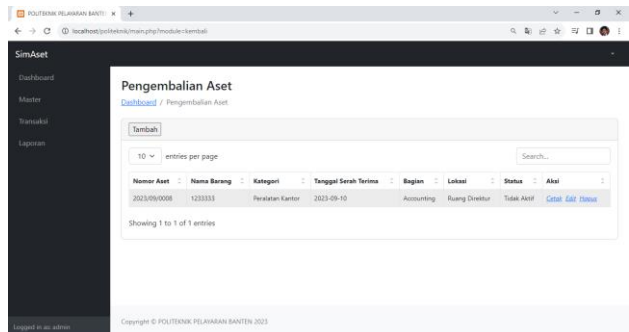 POLITEKNIK PELAYARAN BANTE
localhost/politeknik/main.php?module=kembali
SimAset
Dashboard
Master
Transaksi
Laporan
Pengembalian Aset
Dashboard / Pengembalian Aset
Tambah
10 entries per page
Search...
Nomor Aset Nama Barang Kategori Tanggal Serah Terima Bagian Lokasi Status Aksi
2023/09/0008 1233333 Peralatan Kantor 2023-09-10 Accounting Ruang Direktur Tidak Aktif Cetak Edit Hapus
Showing 1 to 1 of 1 entries
Logged in as: admin
Copyright © POLITEKNIK PELAYARAN BANTEN 2023